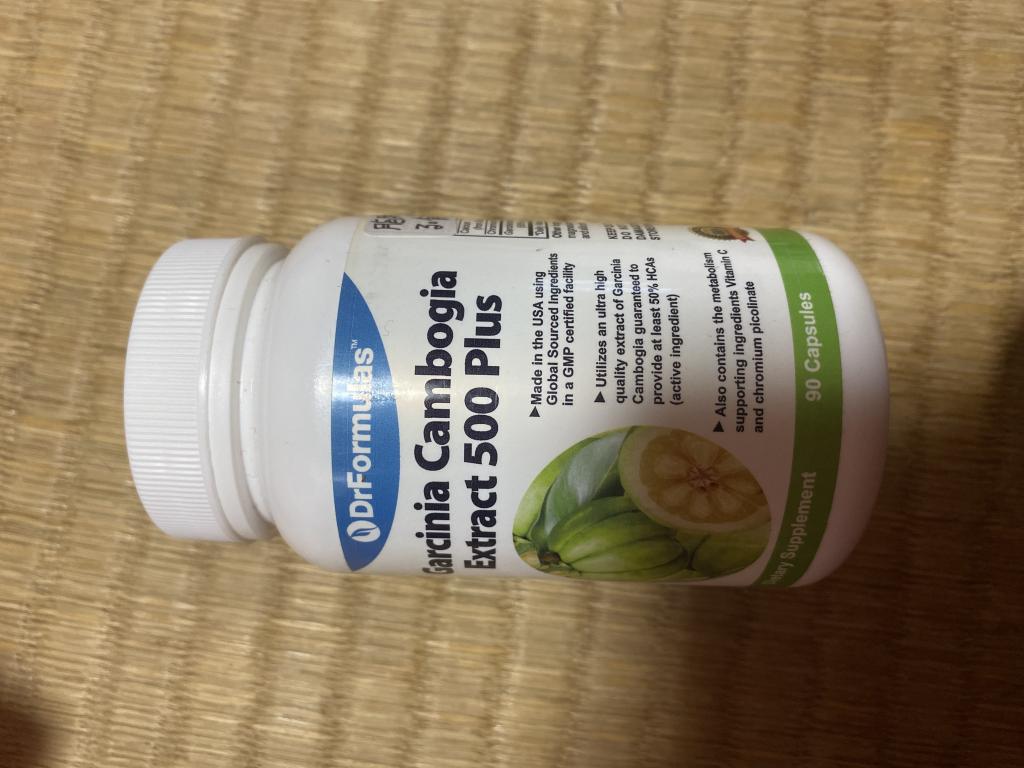 DrFormulas™
Garcinia Cambogia
Extract 500 Plus
►Made in the USA using
Global Sourced Ingredients
in a GMP certified facility
► Utilizes an ultra high
quality extract of Garcinia
Cambogia guaranteed to
provide at least 50% HCAs
(active ingredient)
► Also contains the metabolism
supporting ingredients Vitamin C
and chromium picolinate
Dietary Supplement 90 Capsules